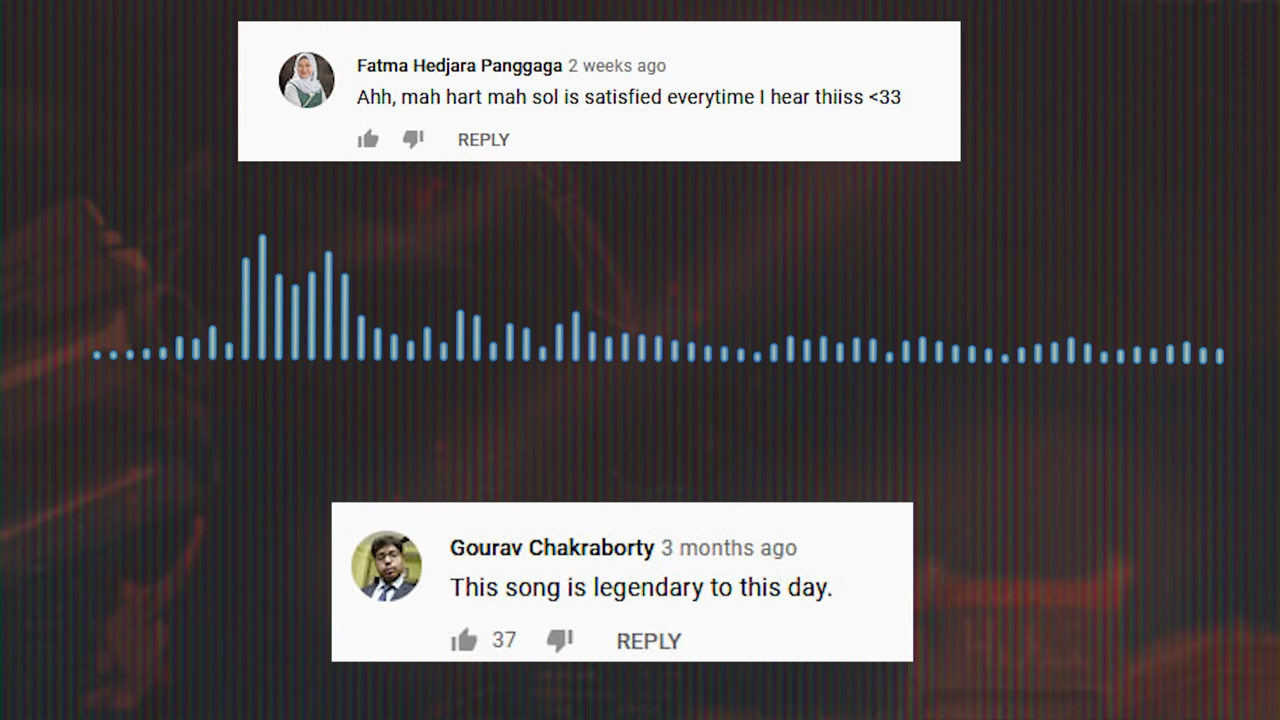 Fatma Hedjara Panggaga 2 weeks ago
Ahh, mah hart mah sol is satisfied everytime I hear thiiss <33
REPLY
Gourav Chakraborty 3 months ago
This song is legendary to this day.
37 REPLY